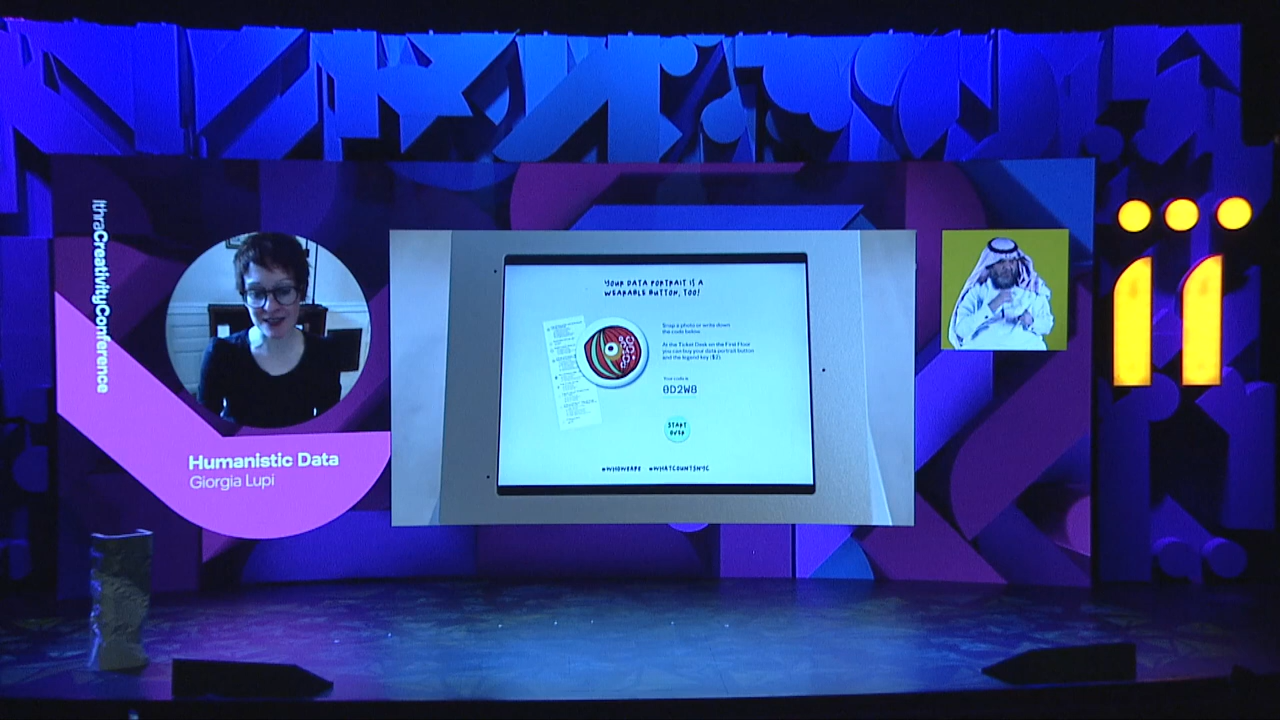 IthraCreativityConference
Humanistic Data
Giorgia Lupi
YOUR DATA PORTRAIT IS A
WEARABLE BUTTON, TOO!
Snap a photo or write down
the code below.
At the Ticket Desk on the First Floor
you can buy your data portrait button
and the legend key ($2).
Your code is:
0D2W8
START
OVER
#WHOWEARE #WHATCOUNTSNYC